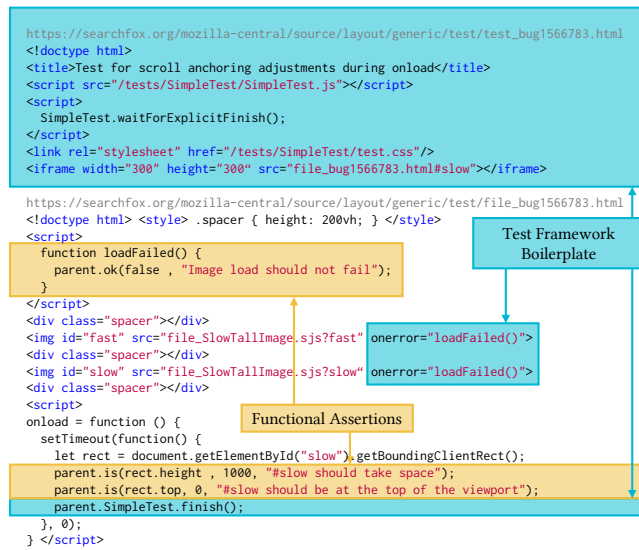 https://searchfox.org/mozilla-central/source/layout/generic/test/test_bug1566783.html
<!doctype html>
<title>Test for scroll anchoring adjustments during onload</title>
<script src="/tests/SimpleTest/SimpleTest.js"></script>
<script>
  SimpleTest.waitForExplicitFinish();
</script>
<link rel="stylesheet" href="/tests/SimpleTest/test.css"/>
<iframe width="300" height="300“ src="file_bug1566783.html#slow"></iframe>
https://searchfox.org/mozilla-central/source/layout/generic/test/file_bug1566783.html
<!doctype html> <style> .spacer { height: 200vh; } </style>
<script>
  function loadFailed() {
    parent.ok(false , "Image load should not fail");
  }
</script>
Test Framework
Boilerplate
<div class="spacer"></div>
<img id="fast" src="file_SlowTallImage.sjs?fast" onerror="loadFailed()">
<div class="spacer"></div>
<img id="slow" src="file_SlowTallImage.sjs?slow“ onerror="loadFailed()">
<div class="spacer"></div>
<script>
Functional Assertions
onload = function () {
  setTimeout(function() {
    let rect = document.getElementById("slow").getBoundingClientRect();
    parent.is(rect.height , 1000, "#slow should take space");
    parent.is(rect.top, 0, "#slow should be at the top of the viewport");
    parent.SimpleTest.finish();
  }, 0);
} </script>